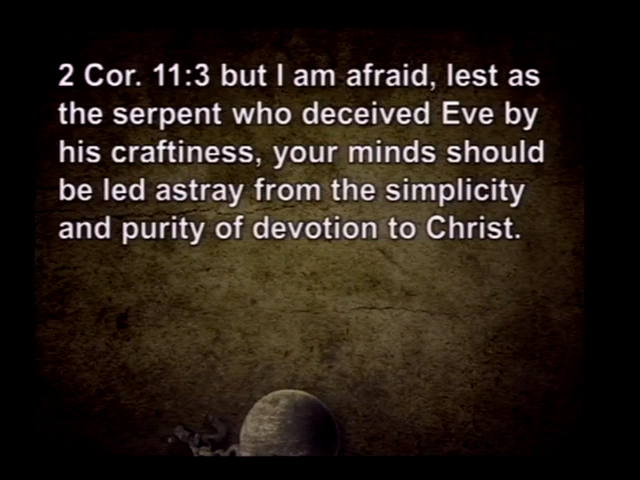 2 Cor. 11:3 but I am afraid, lest as
the serpent who deceived Eve by
his craftiness, your minds should
be led astray from the simplicity
and purity of devotion to Christ.